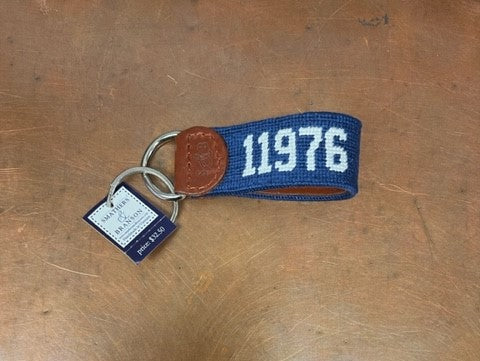 11976
SMATHERS
&
BRANSON
price: $32.50